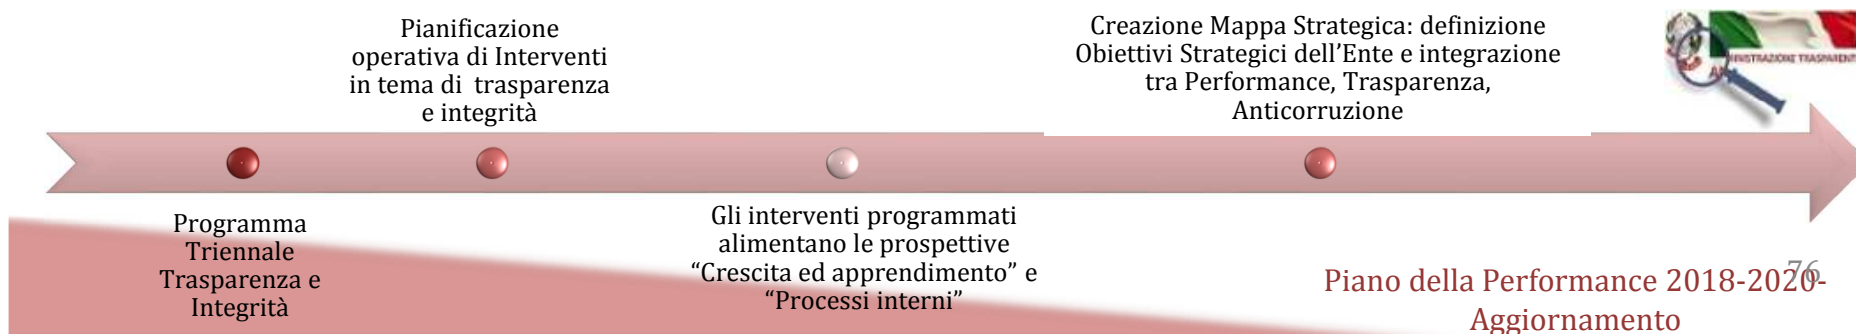 Pianificazione
operativa di Interventi
in tema di trasparenza
e integrità
Creazione Mappa Strategica: definizione
Obiettivi Strategici dell’Ente e integrazione
tra Performance, Trasparenza,
Anticorruzione
Programma
Triennale
Trasparenza e
Integrità
Gli interventi programmati
alimentano le prospettive
“Crescita ed apprendimento” e
“Processi interni”
Piano della Performance 2018-2020-
Aggiornamento
76